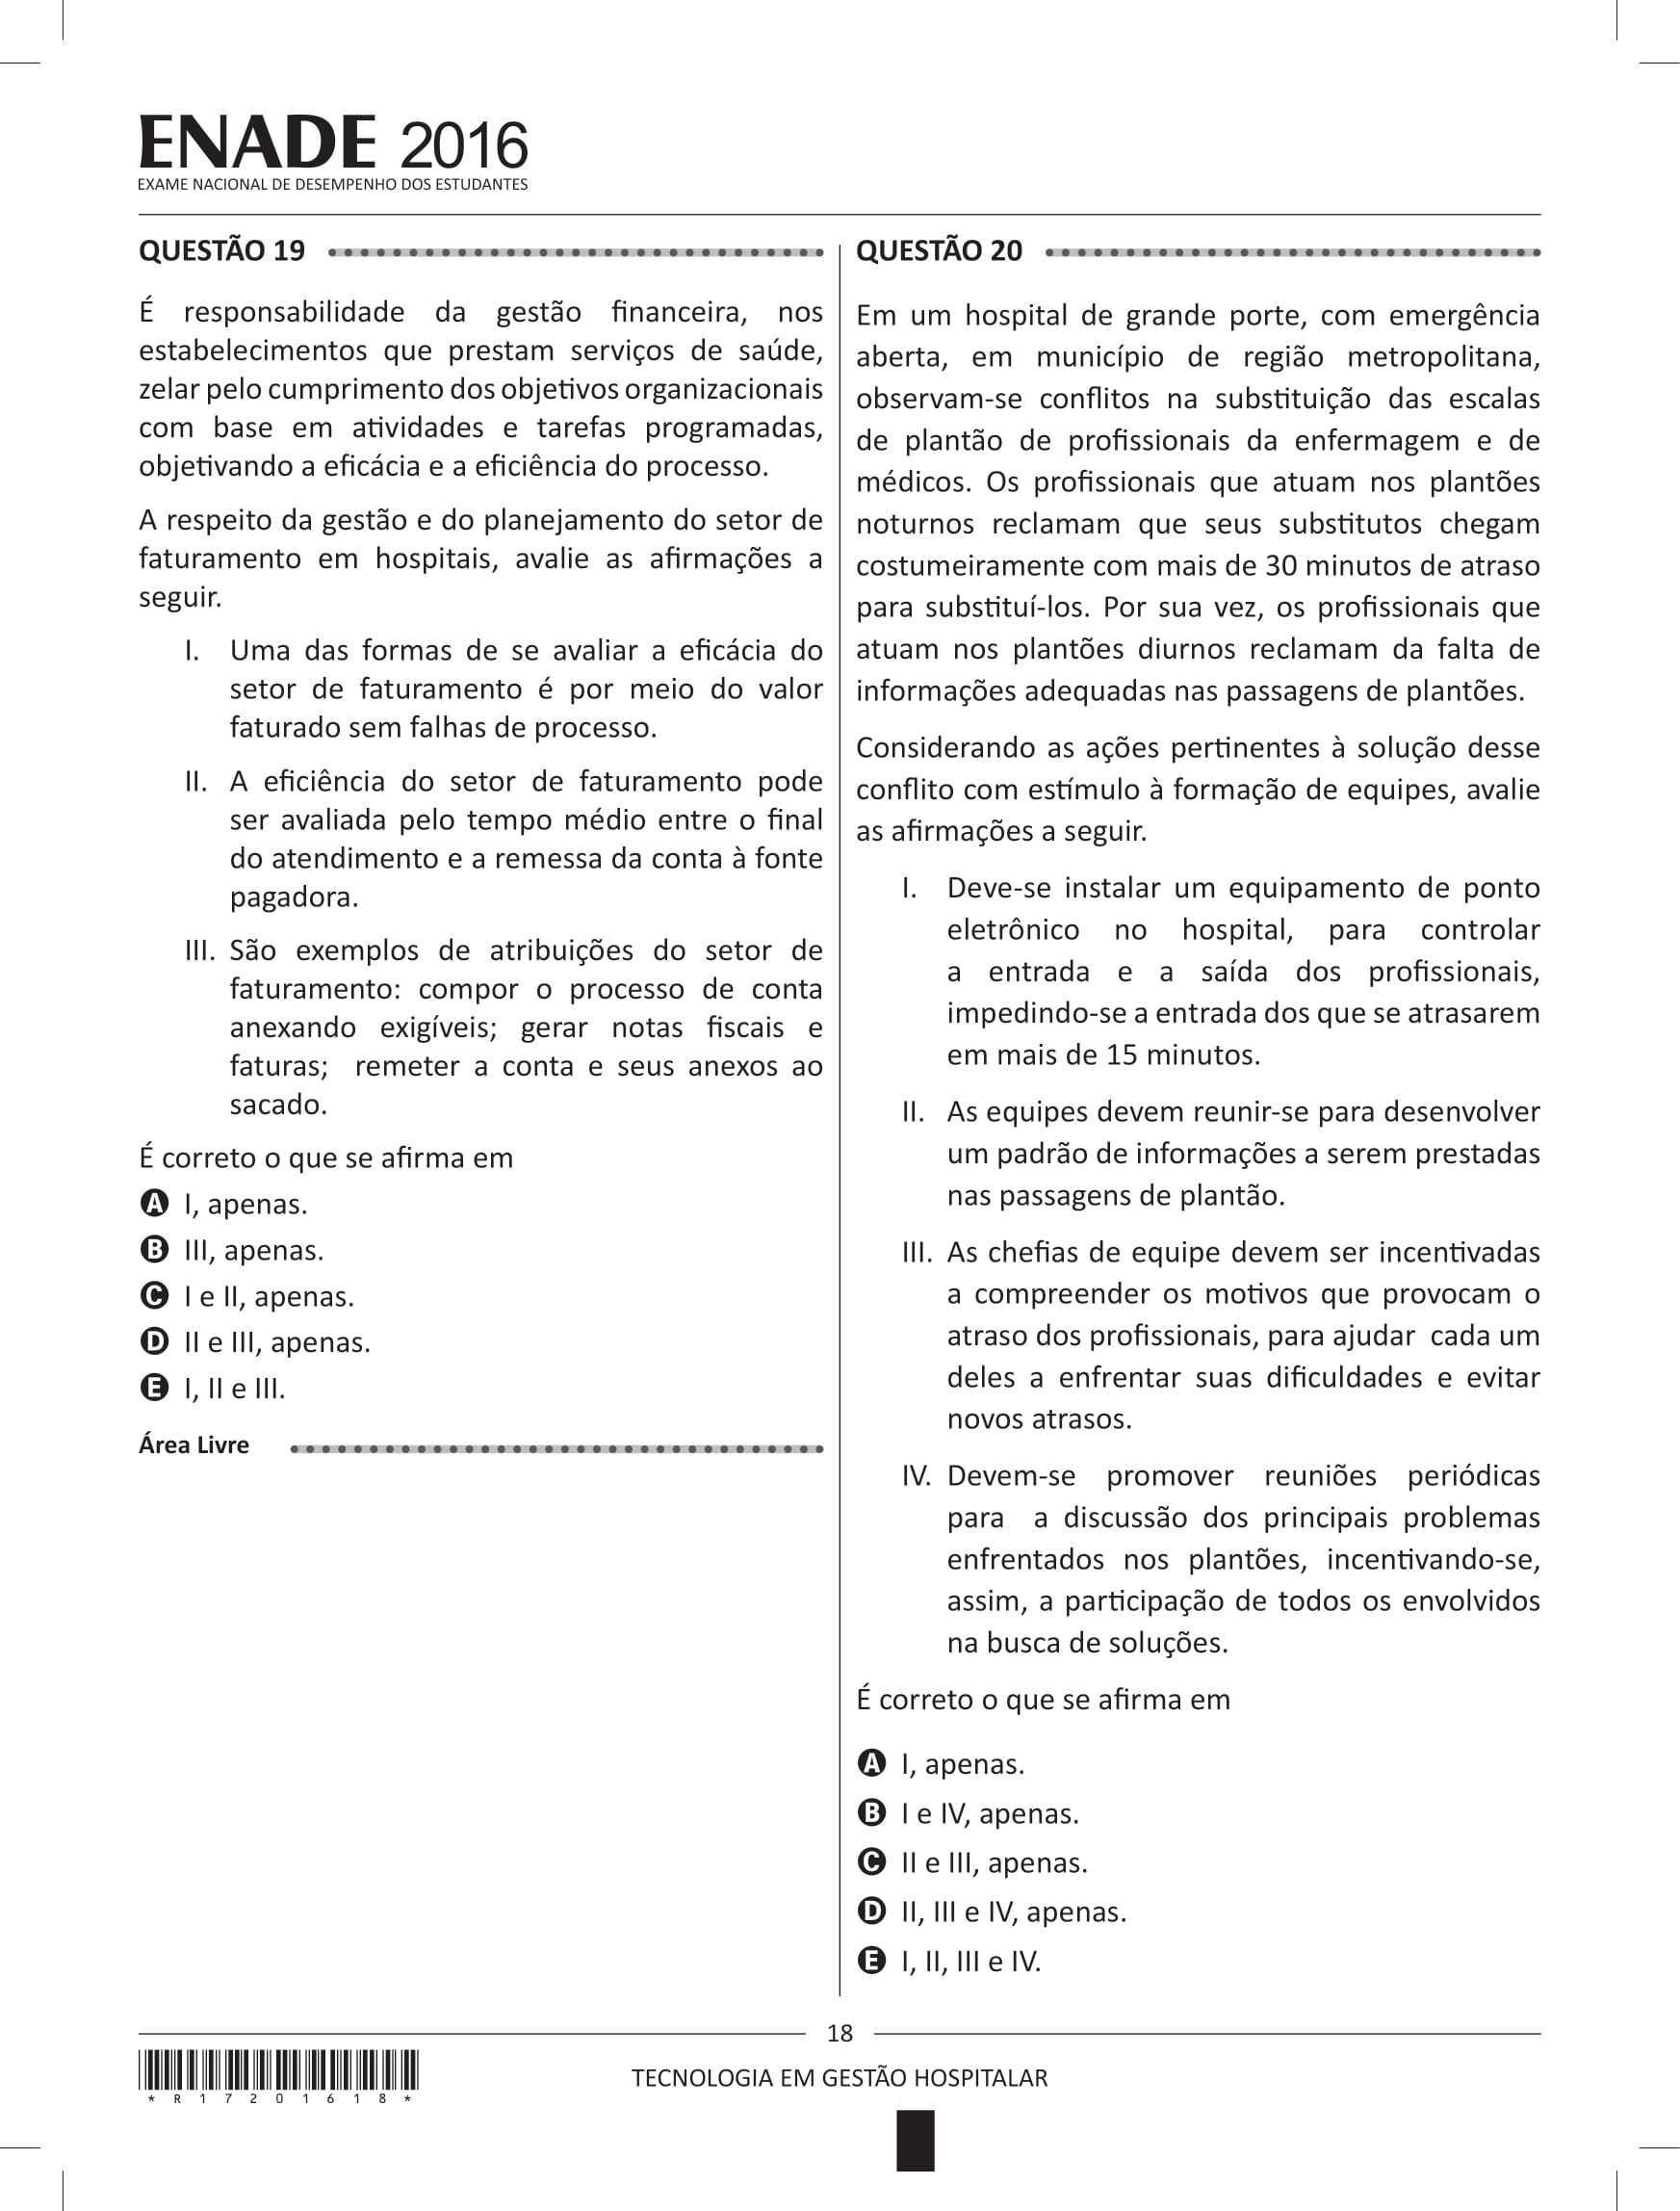 ENADE 2016
EXAME NACIONAL DE DESEMPENHO DOS ESTUDANTES
QUESTÃO 19
É responsabilidade da gestão financeira, nos
estabelecimentos que prestam serviços de saúde,
zelar pelo cumprimento dos objetivos organizacionais
com base em atividades e tarefas programadas,
objetivando a eficácia e a eficiência do processo.
A respeito da gestão e do planejamento do setor de
faturamento em hospitais, avalie as afirmações a
seguir.
I. Uma das formas de se avaliar a eficácia do
setor de faturamento é por meio do valor
faturado sem falhas de processo.
II. A eficiência do setor de faturamento pode
ser avaliada pelo tempo médio entre o final
do atendimento e a remessa da conta à fonte
pagadora.
III. São exemplos de atribuições do setor de
faturamento: compor o processo de conta
anexando exigíveis; gerar notas fiscais e
faturas; remeter a conta e seus anexos ao
sacado.
É correto o que se afirma em
A I, apenas.
B III, apenas.
C I e II, apenas.
D II e III, apenas.
E I, II e III.
Área Livre
QUESTÃO 20
Em um hospital de grande porte, com emergência
aberta, em município de região metropolitana,
observam-se conflitos na substituição das escalas
de plantão de profissionais da enfermagem e de
médicos. Os profissionais que atuam nos plantões
noturnos reclamam que seus substitutos chegam
costumeiramente com mais de 30 minutos de atraso
para substituí-los. Por sua vez, os profissionais que
atuam nos plantões diurnos reclamam da falta de
informações adequadas nas passagens de plantões.
Considerando as ações pertinentes à solução desse
conflito com estímulo à formação de equipes, avalie
as afirmações a seguir.
I. Deve-se instalar um equipamento de ponto
eletrônico no hospital, para controlar
a entrada e a saída dos profissionais,
impedindo-se a entrada dos que se atrasarem
em mais de 15 minutos.
II. As equipes devem reunir-se para desenvolver
um padrão de informações a serem prestadas
nas passagens de plantão.
III. As chefias de equipe devem ser incentivadas
a compreender os motivos que provocam o
atraso dos profissionais, para ajudar cada um
deles a enfrentar suas dificuldades e evitar
novos atrasos.
IV. Devem-se promover reuniões periódicas
para a discussão dos principais problemas
enfrentados nos plantões, incentivando-se,
assim, a participação de todos os envolvidos
na busca de soluções.
É correto o que se afirma em
A I, apenas.
B I e IV, apenas.
C II e III, apenas.
D II, III e IV, apenas.
E I, II, III e IV.
18
* R 1 7 2 0 1 6 1 8 *
TECNOLOGIA EM GESTÃO HOSPITALAR